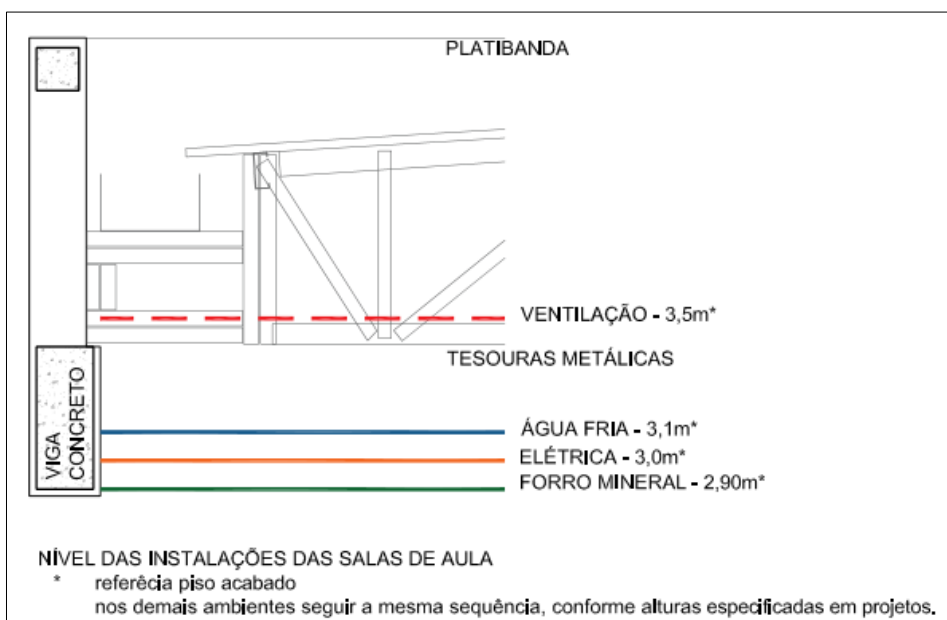 PLATIBANDA
VENTILAÇÃO - 3,5m*
TESOURAS METÁLICAS
VIGA
CONCRETO
ÁGUA FRIA - 3,1m*
ELÉTRICA - 3,0m*
FORRO MINERAL - 2,90m*
NÍVEL DAS INSTALAÇÕES DAS SALAS DE AULA
* referêcia piso acabado
nos demais ambientes seguir a mesma sequência, conforme alturas especificadas em projetos.